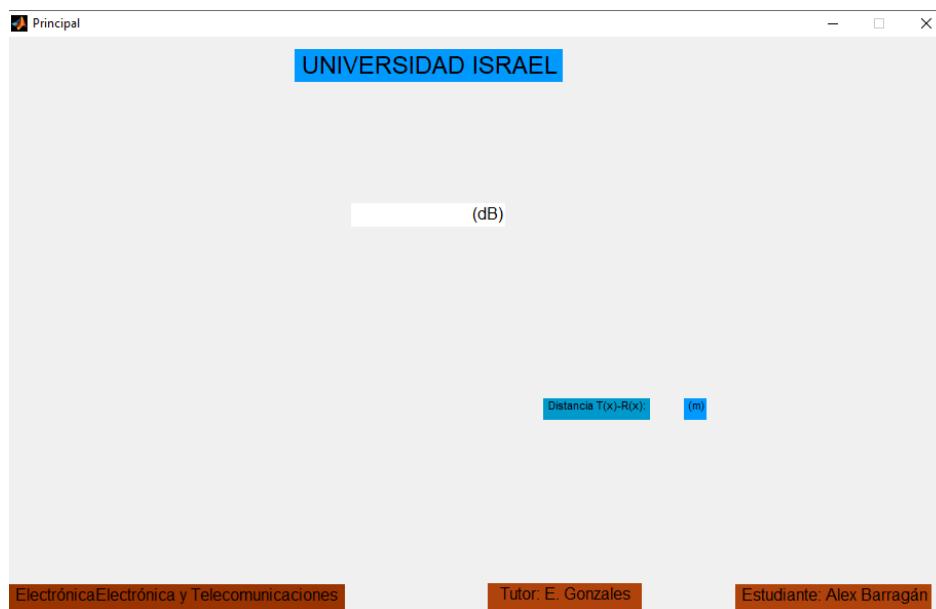 Principal
UNIVERSIDAD ISRAEL
(dB)
Distancia T(x)-R(x): (m)
ElectrónicaElectrónica y Telecomunicaciones Tutor: E. Gonzales Estudiante: Alex Barragán